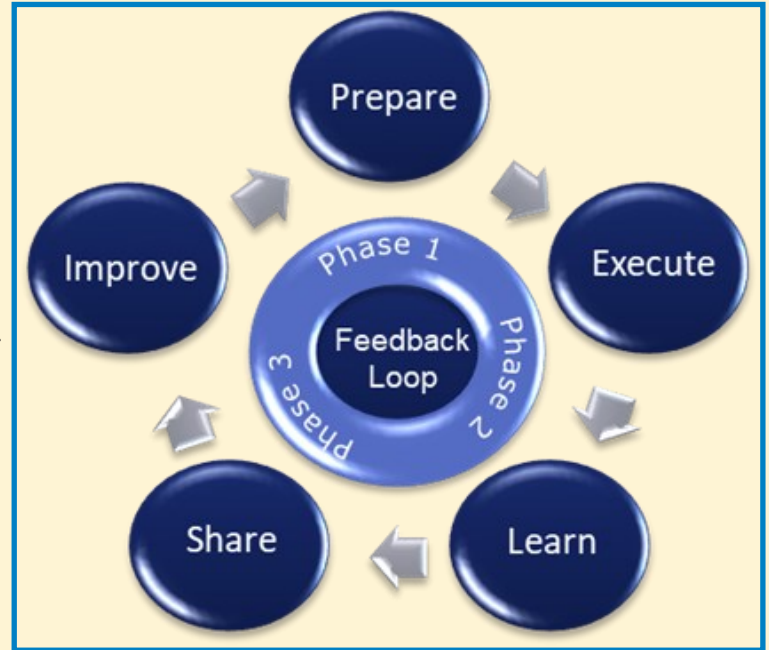 Prepare
Execute
Learn
Share
Improve
Phase 1
Phase 2
Phase 3
Feedback
Loop